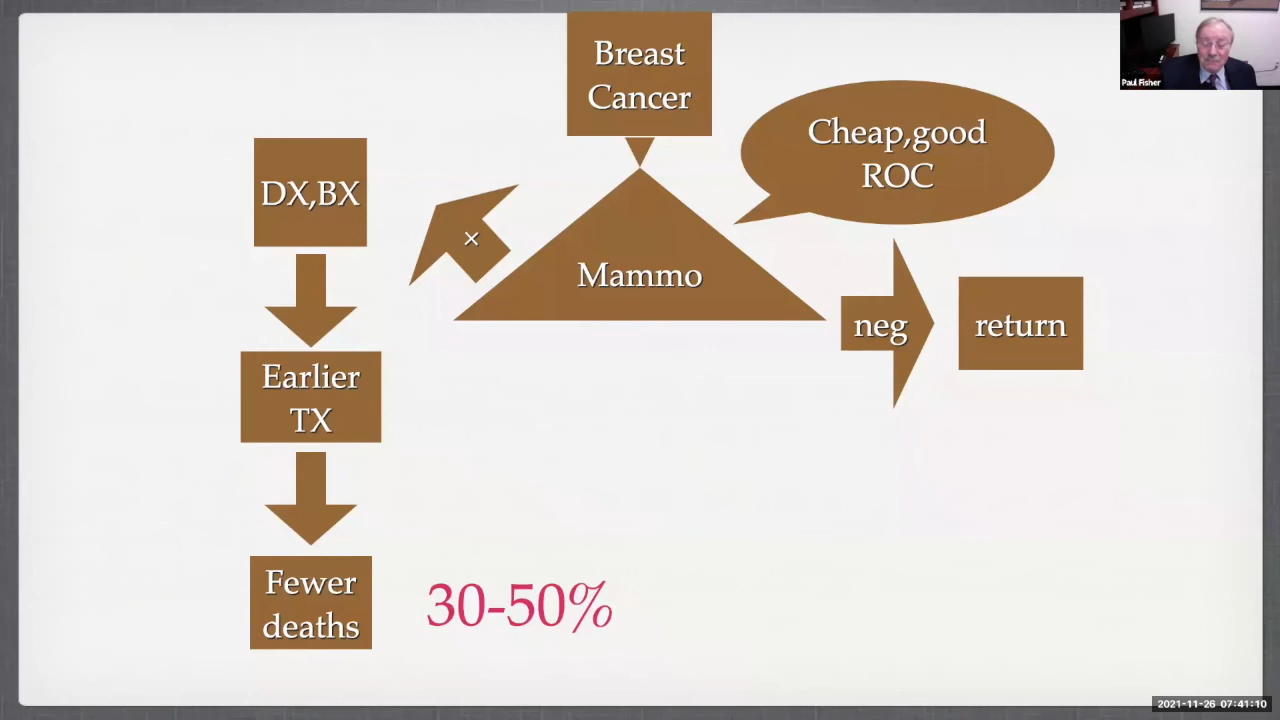 Breast
Cancer
Paul Fisher
Cheap,good
ROC
DX,BX
×
Mammo
neg
return
Earlier
TX
Fewer
deaths
30-50%
2021-11-26 07:41:10